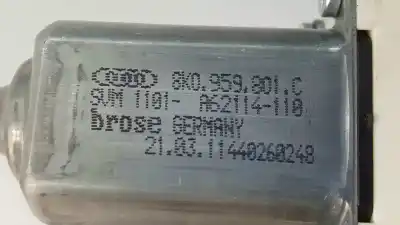 8K0.959.801.C
SVM 1101- A62114-110
brose GERMANY
21.03.11440260248